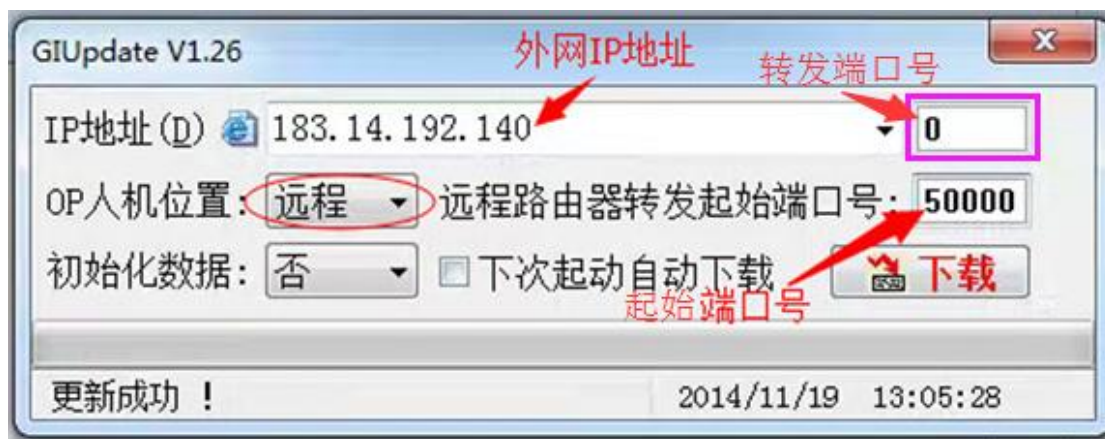 GIUpdate V1.26
外网IP地址
转发端口号
IP地址(D) 183.14.192.140 0
OP人机位置: 远程 远程路由器转发起始端口号: 50000
初始化数据: 否 下次起动自动下载 下载
起始端口号
更新成功 ! 2014/11/19 13:05:28